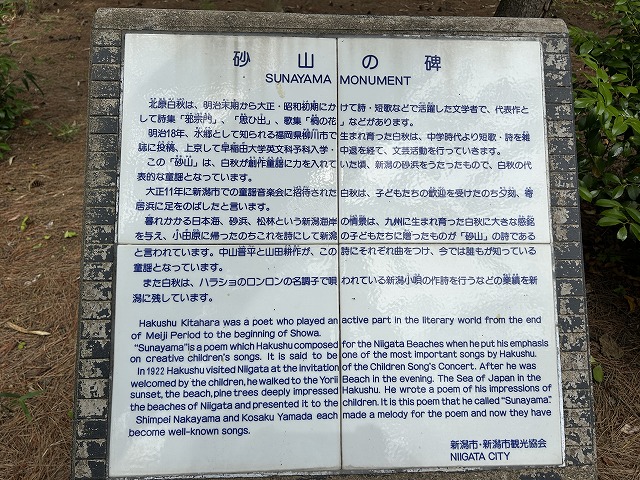 砂山の碑
SUNAYAMA MONUMENT
北原白秋は、明治末期から大正・昭和初期にかけて詩・短歌などで活躍した文学者で、代表作と
して詩集「邪宗門」、「思ひ出」、歌集「桐の花」などがあります。
明治18年、水郷として知られる福岡県柳川市で生まれ育った白秋は、中学時代より短歌・詩を雑
誌に投稿、上京して早稲田大学英文科予科入学・中退を経て、文芸活動を行っていきます。
この「砂山」は、白秋が創作童謡に力を入れていた頃、新潟の砂浜をうたったもので、白秋の代
表的な童謡となっています。
大正11年に新潟市での童謡音楽会に招待された白秋は、子どもたちの歓迎を受けたのち夕刻、寄
居浜に足をのばしたと言います。
暮れかかる日本海、砂浜、松林という新潟海岸の情景は、九州に生まれ育った白秋に大きな感銘
を与え、小田原に帰ったのちこれを詩にして新潟の子どもたちに贈ったものが「砂山」の詩である
と言われています。中山晋平と山田耕作が、この詩にそれぞれ曲をつけ、今では誰もが知っている
童謡となっています。
また白秋は、ハラショのロンロンの名調子で唄われている新潟小唄の作詩を行うなどの業績を新
潟に残しています。
Hakushu Kitahara was a poet who played an active part in the literary world from the end
of Meiji Period to the beginning of Showa.
"Sunayama" is a poem which Hakushu composed for the Niigata Beaches when he put his emphasis
on creative children's songs. It is said to be one of the most important songs by Hakushu.
In 1922 Hakushu visited Niigata at the invitation of the Children Song's Concert. After he was
welcomed by the children, he walked to the Yorii Beach in the evening. The Sea of Japan in the
sunset, the beach, pine trees deeply impressed Hakushu. He wrote a poem of his impressions of
the beaches of Niigata and presented it to the children. It is this poem that he called "Sunayama."
Shimpei Nakayama and Kosaku Yamada each made a melody for the poem and now they have
become well-known songs.
新潟市・新潟市観光協会
NIIGATA CITY